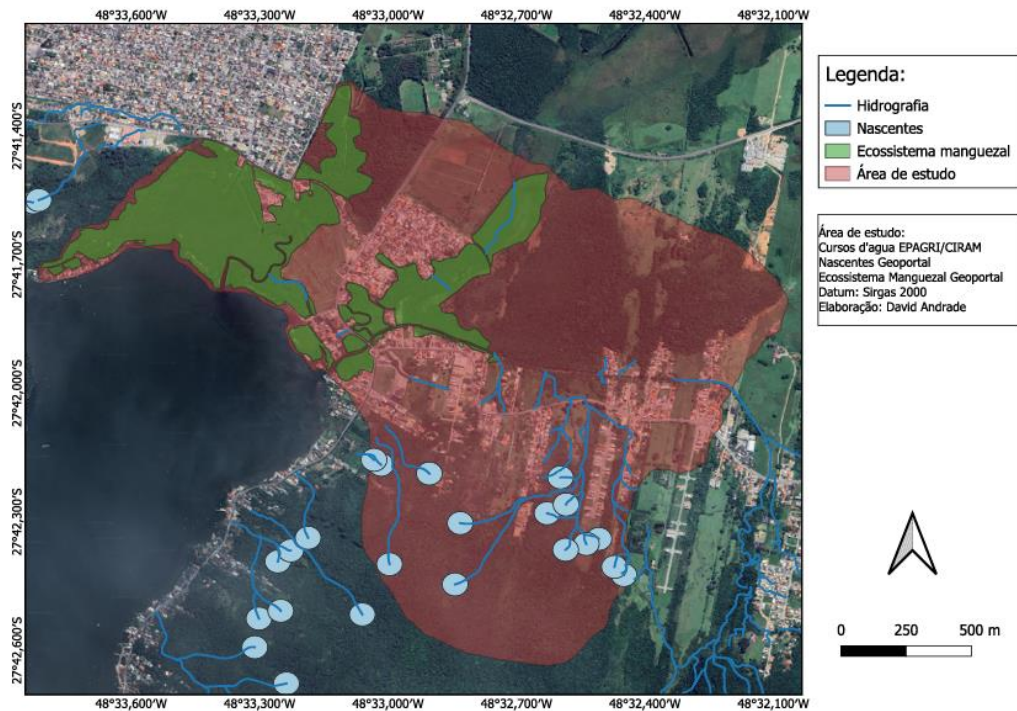 48°33,600'O 48°33,300'O 48°33,000'O 48°32,700'O 48°32,400'O 48°32,100'O
27°41,400'S
27°41,700'S
27°42,000'S
27°42,300'S
27°42,600'S
Legenda:
Hidrografia
Nascentes
Ecossistema manguezal
Área de estudo
Área de estudo:
Cursos d'agua EPAGRI/CIRAM
Nascentes Geoportal
Ecossistema Manguezal Geoportal
Datum: Sirgas 2000
Elaboração: David Andrade
0 250 500 m
48°33,600'O 48°33,300'O 48°33,000'O 48°32,700'O 48°32,400'O 48°32,100'O